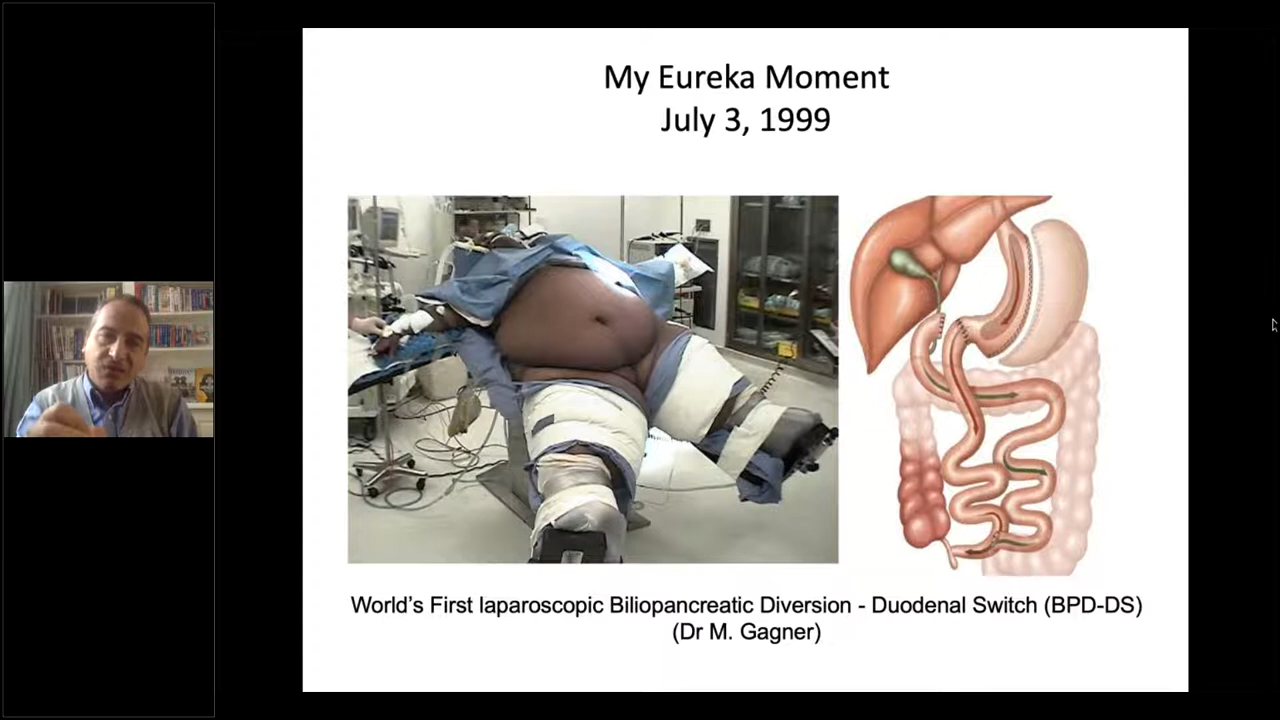 My Eureka Moment
July 3, 1999
World's First laparoscopic Biliopancreatic Diversion - Duodenal Switch (BPD-DS)
(Dr M. Gagner)